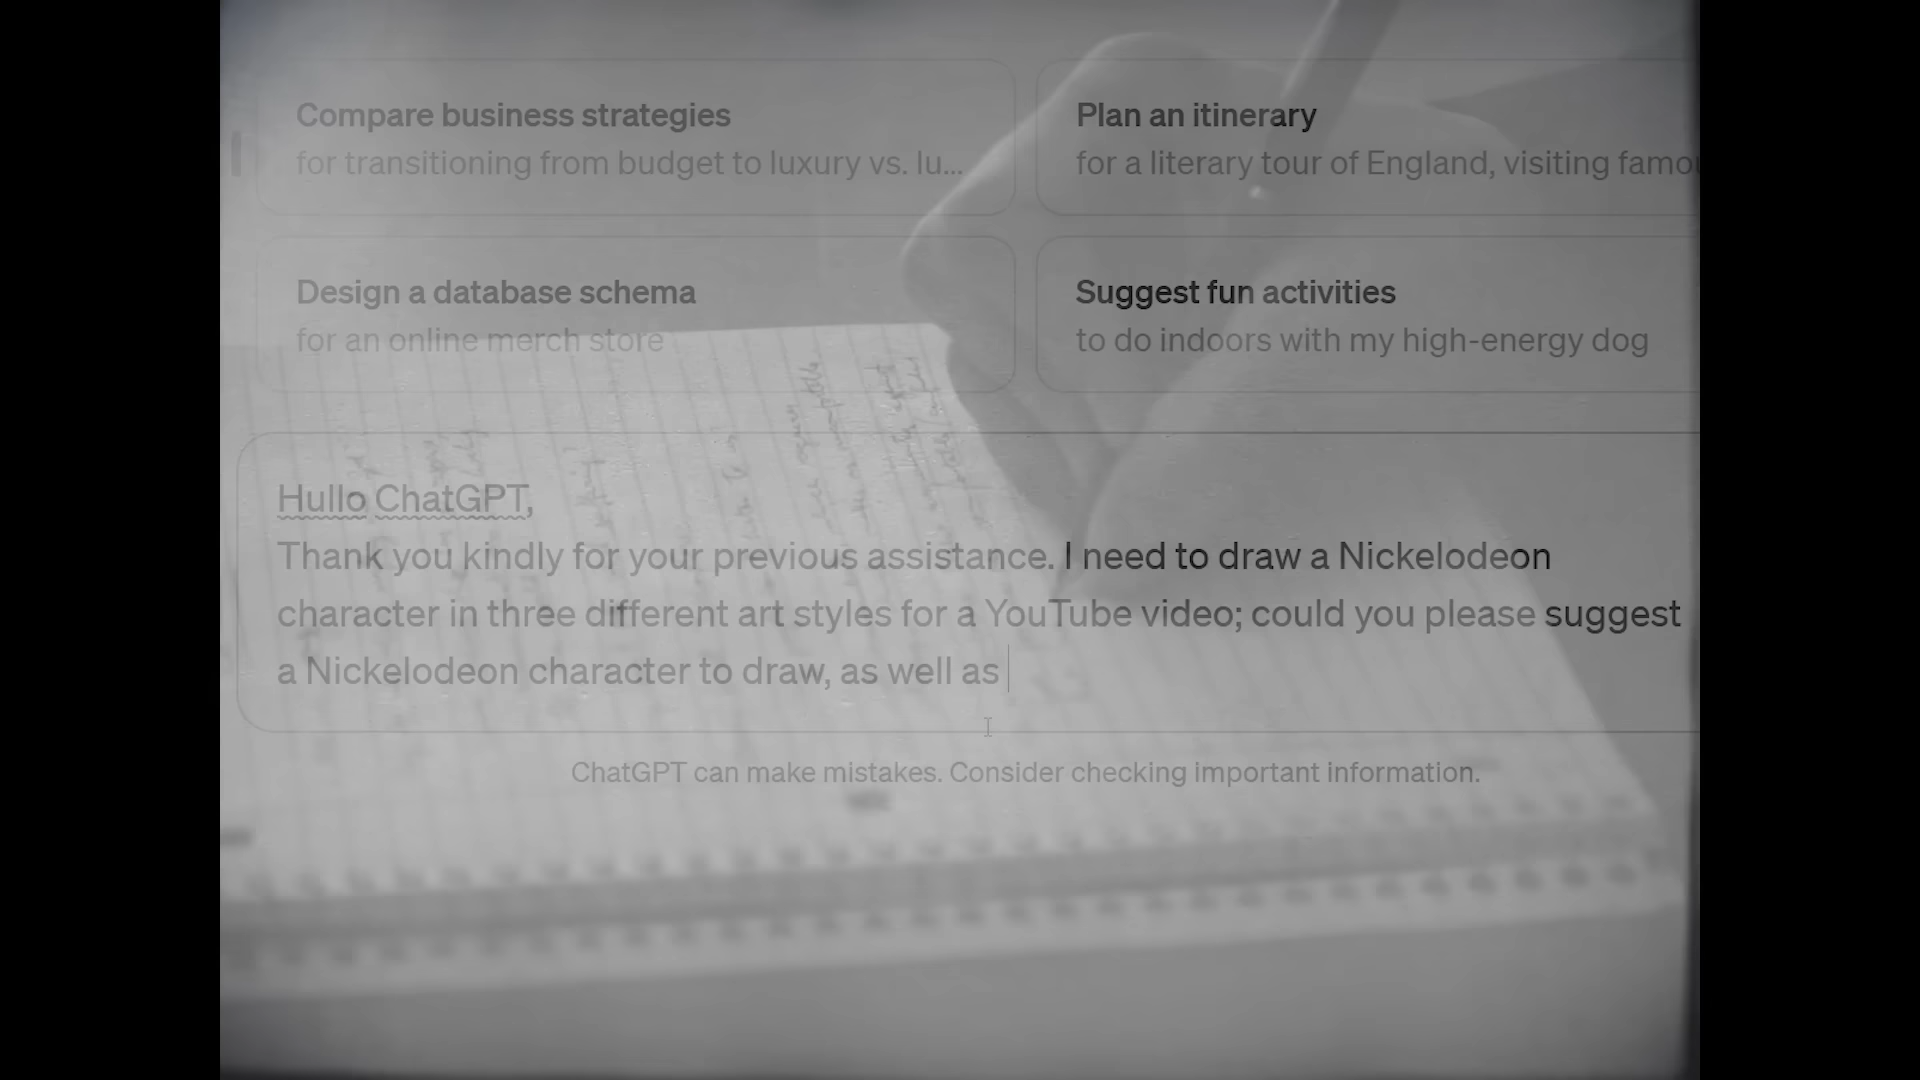 Compare business strategies
for transitioning from budget to luxury vs. lu...
Plan an itinerary
for a literary tour of England, visiting famou
Design a database schema
for an online merch store
Suggest fun activities
to do indoors with my high-energy dog
Hullo ChatGPT,
Thank you kindly for your previous assistance. I need to draw a Nickelodeon
character in three different art styles for a YouTube video; could you please suggest
a Nickelodeon character to draw, as well as
ChatGPT can make mistakes. Consider checking important information.